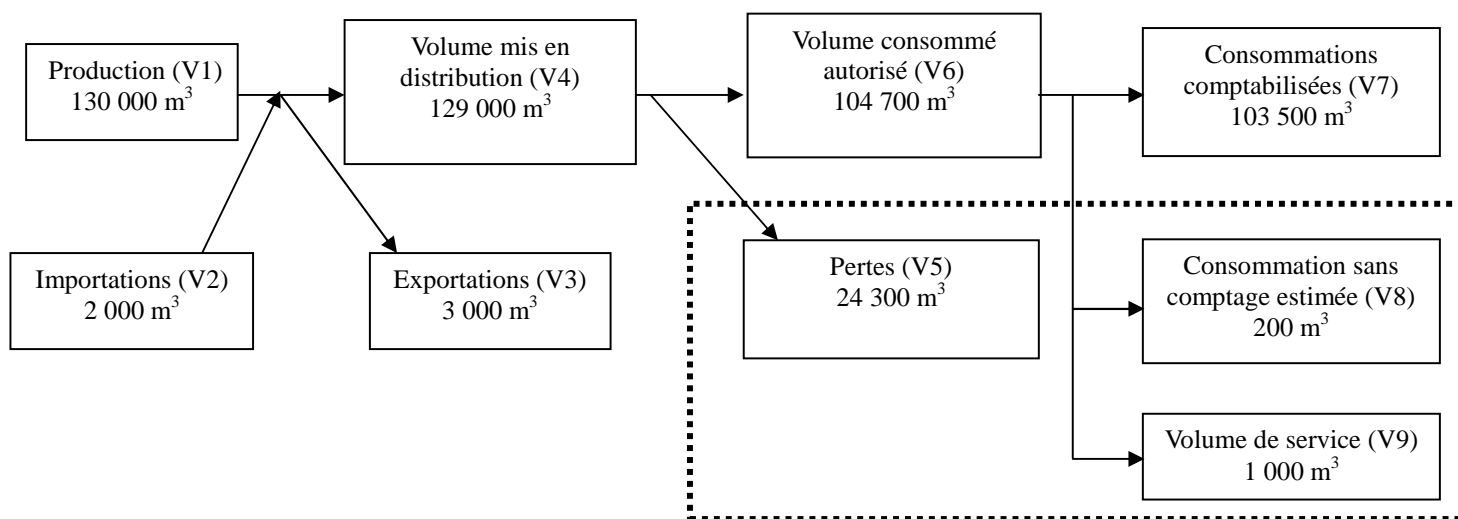 Production (V1)
130 000 m³
Volume mis en
distribution (V4)
129 000 m³
Volume consommé
autorisé (V6)
104 700 m³
Consommations
comptabilisées (V7)
103 500 m³
Importations (V2)
2 000 m³
Exportations (V3)
3 000 m³
Pertes (V5)
24 300 m³
Consommation sans
comptage estimée (V8)
200 m³
Volume de service (V9)
1 000 m³